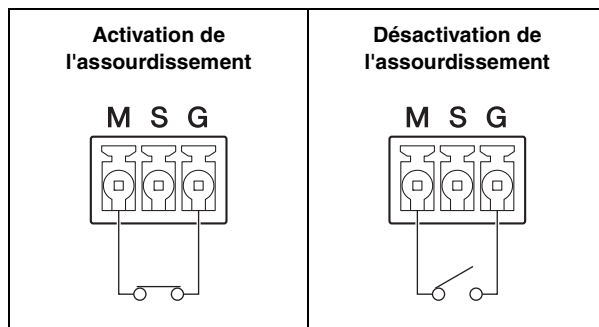 Activation de
l'assourdissement
M S G
Désactivation de
l'assourdissement
M S G